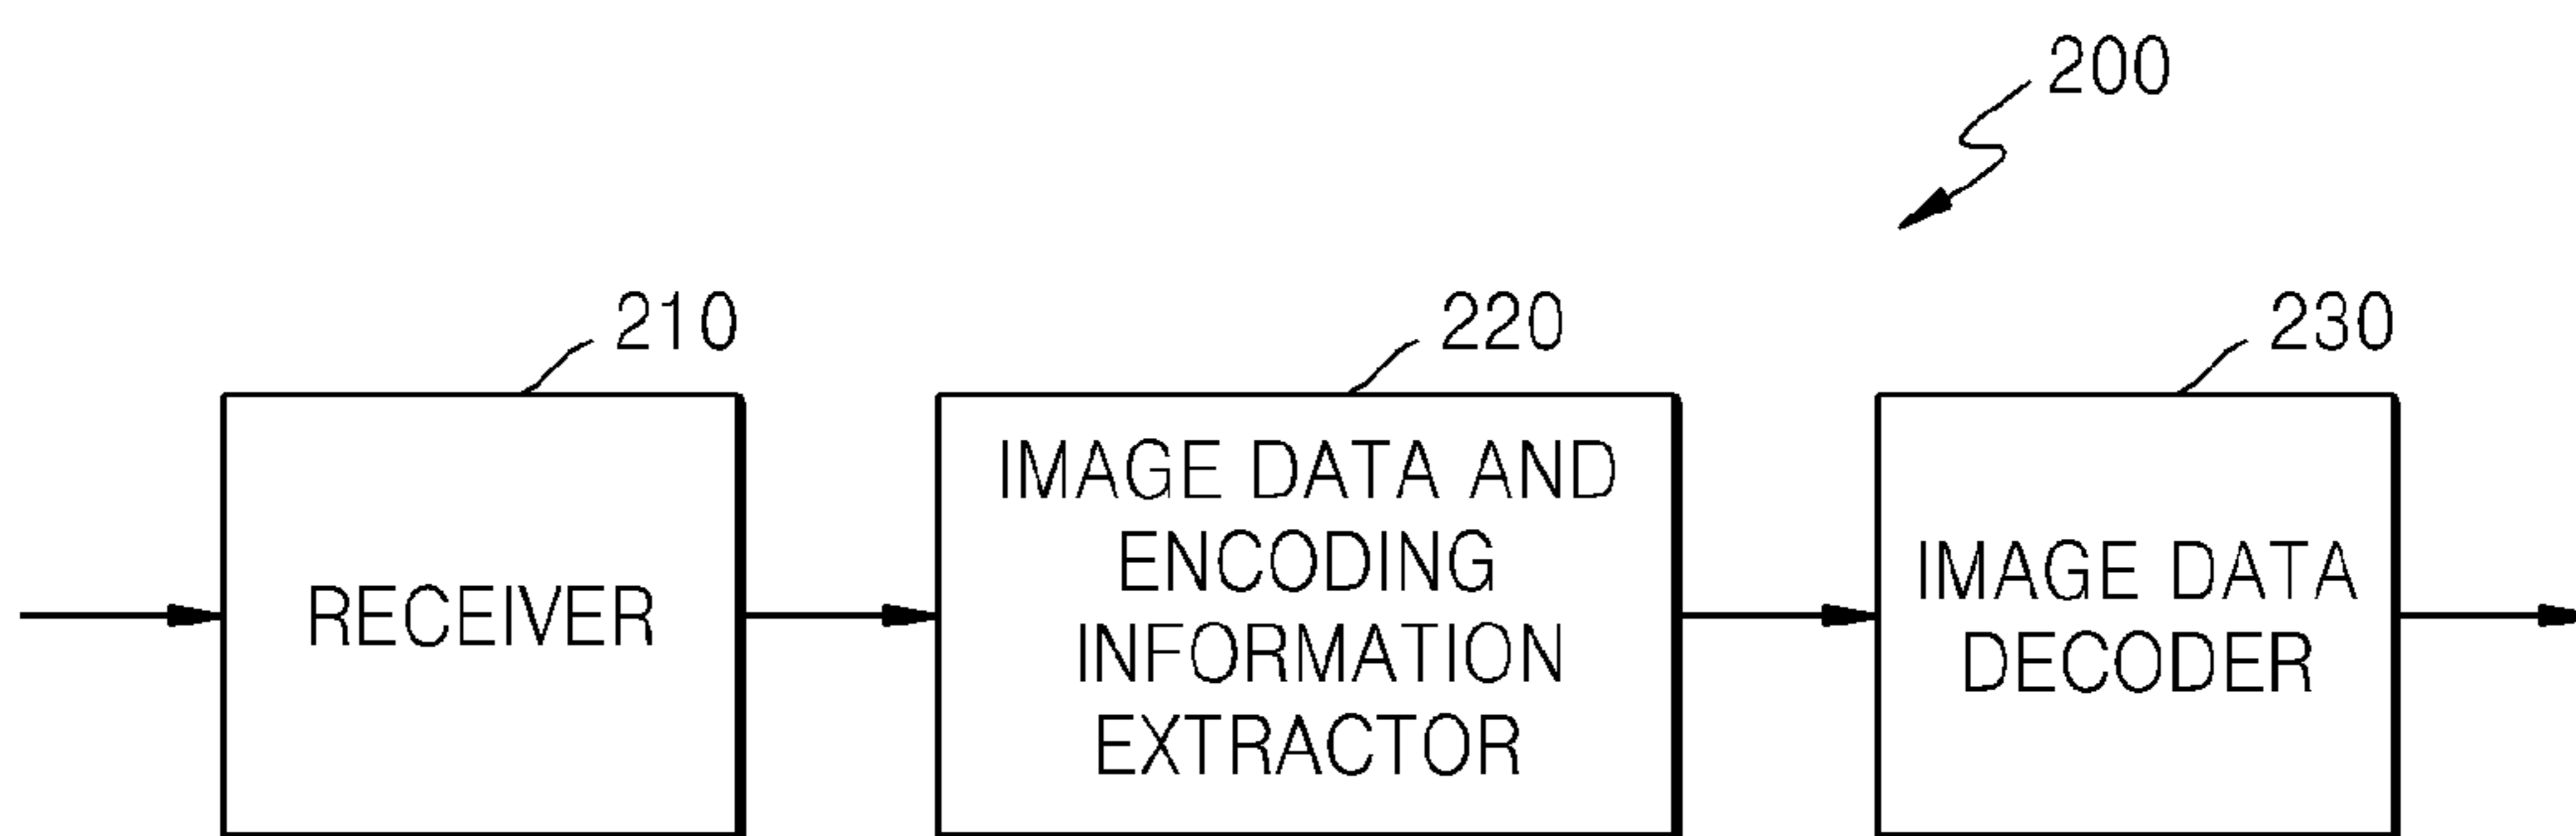 200
210
220
230
RECEIVER
IMAGE DATA AND
ENCODING
INFORMATION
EXTRACTOR
IMAGE DATA
DECODER